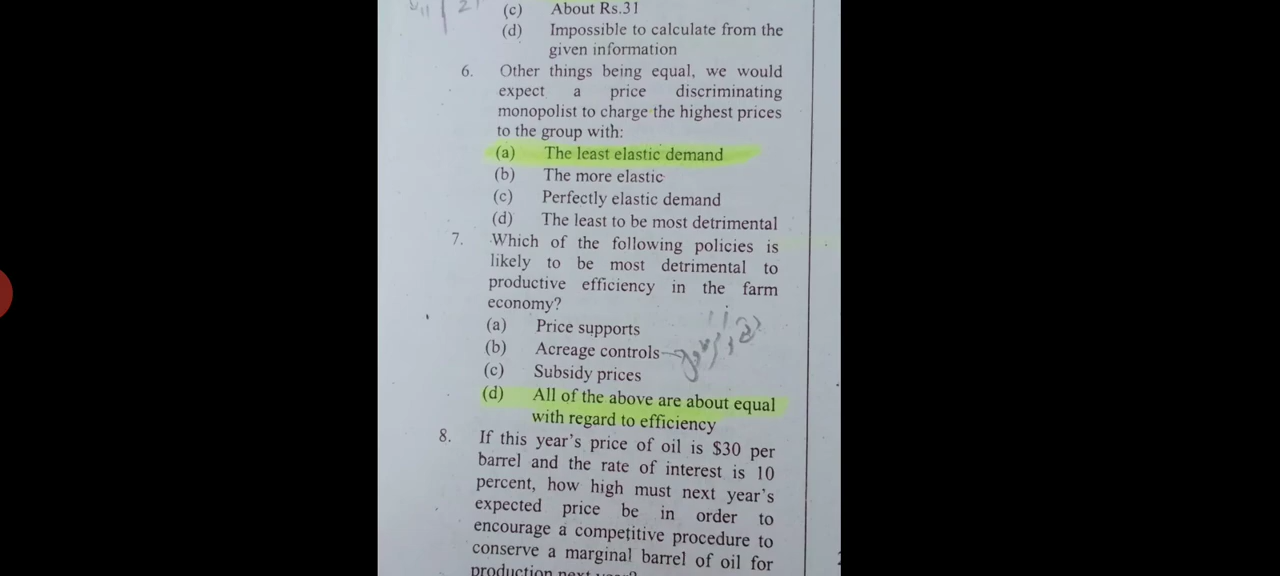 (c) About Rs.31
(d) Impossible to calculate from the
given information
6. Other things being equal, we would
expect a price discriminating
monopolist to charge the highest prices
to the group with:
(a) The least elastic demand
(b) The more elastic
(c) Perfectly elastic demand
(d) The least to be most detrimental
7. Which of the following policies is
likely to be most detrimental to
productive efficiency in the farm
economy?
(a) Price supports
(b) Acreage controls
(c) Subsidy prices
(d) All of the above are about equal
with regard to efficiency
8. If this year's price of oil is $30 per
barrel and the rate of interest is 10
percent, how high must next year's
expected price be in order to
encourage a competitive procedure to
conserve a marginal barrel of oil for
production next